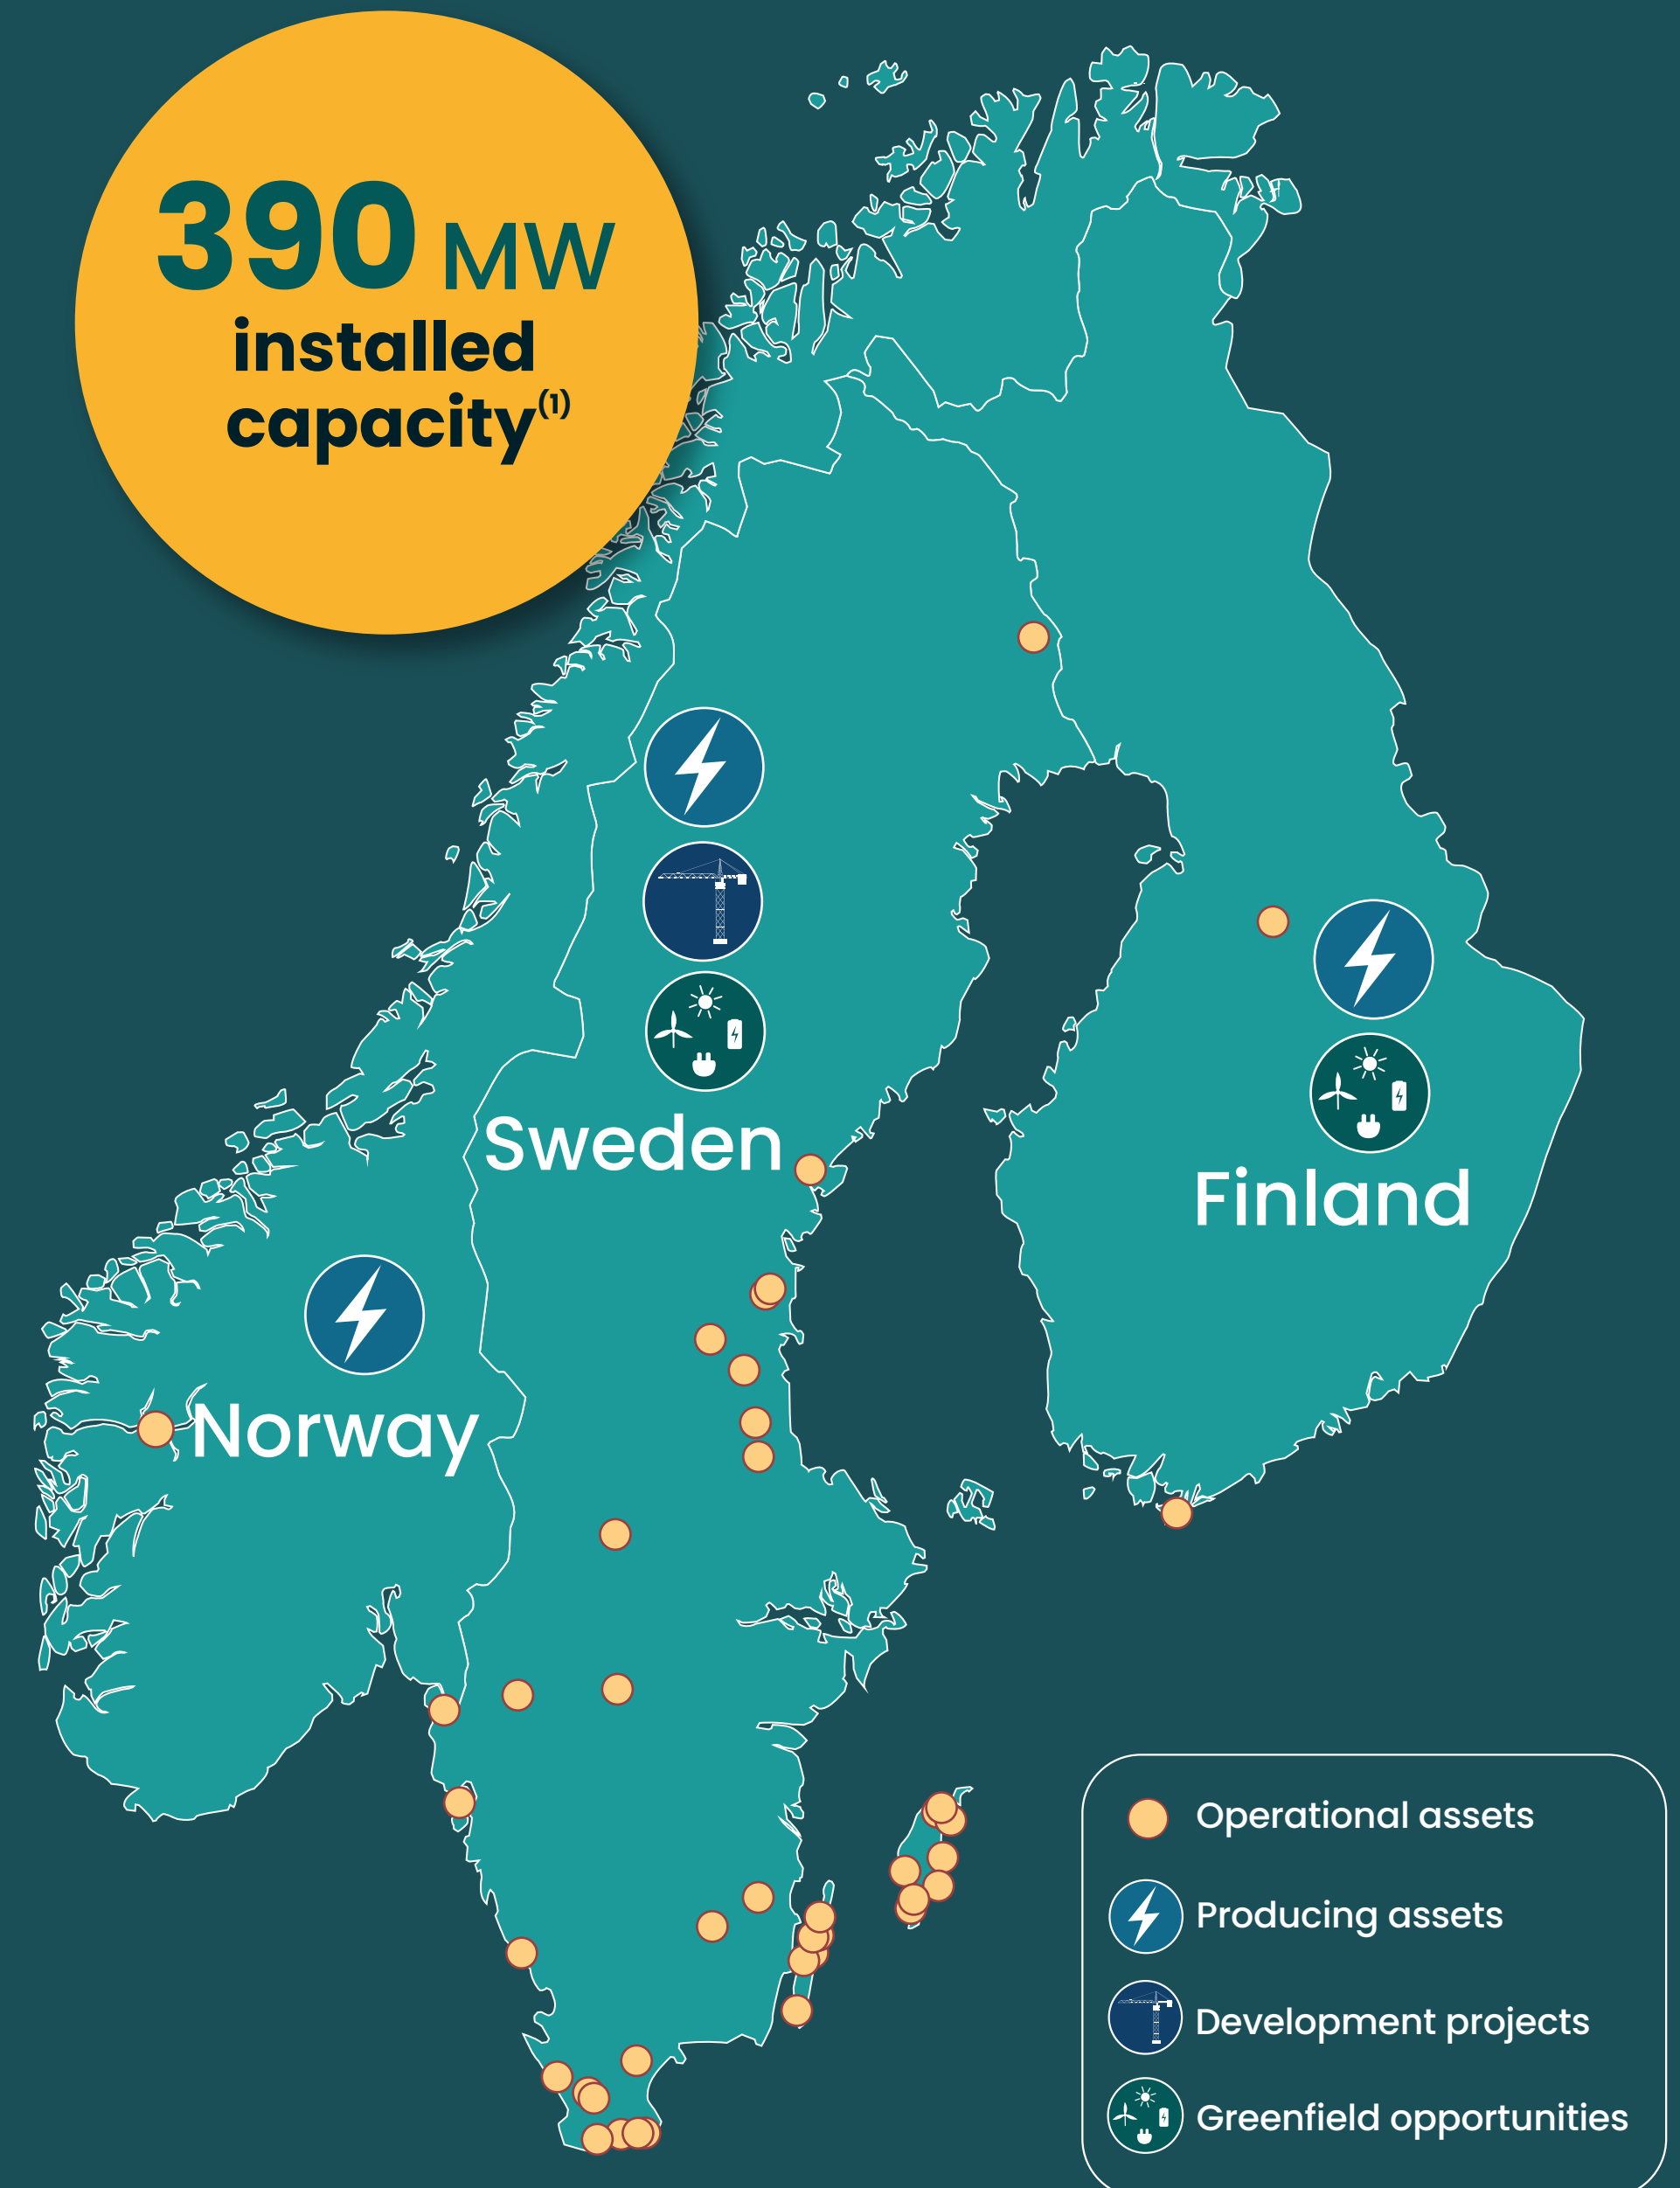 390 MW
installed
capacity(1)
Sweden
Finland
Norway
Operational assets
Producing assets
Development projects
Greenfield opportunities